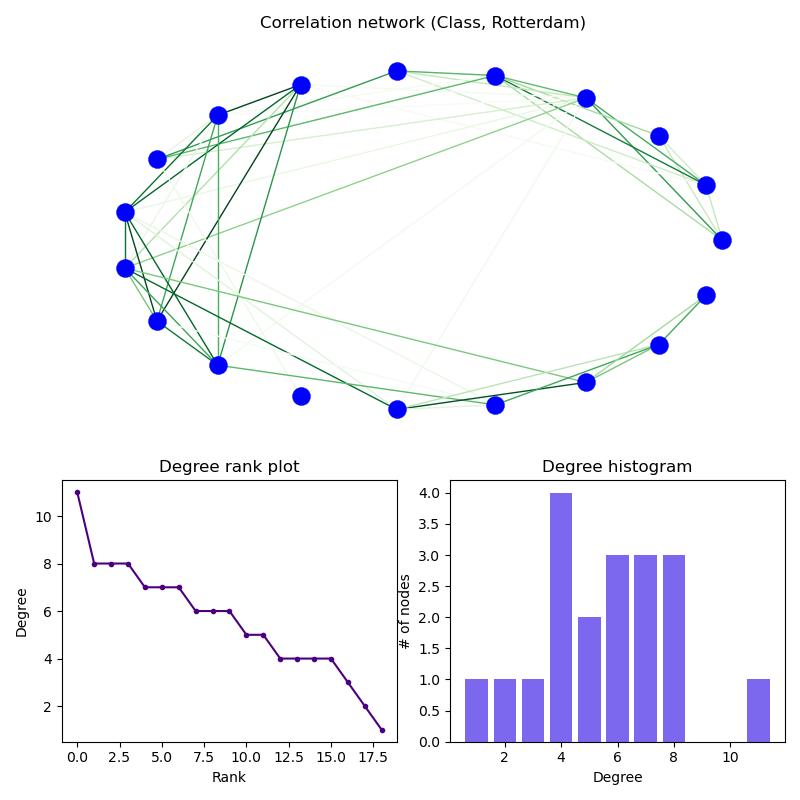 Correlation network (Class, Rotterdam)
Degree rank plot
Degree
10
8
6
4
2
0.0 2.5 5.0 7.5 10.0 12.5 15.0 17.5
Rank
Degree histogram
# of nodes
4.0
3.5
3.0
2.5
2.0
1.5
1.0
0.5
0.0
2 4 6 8 10
Degree